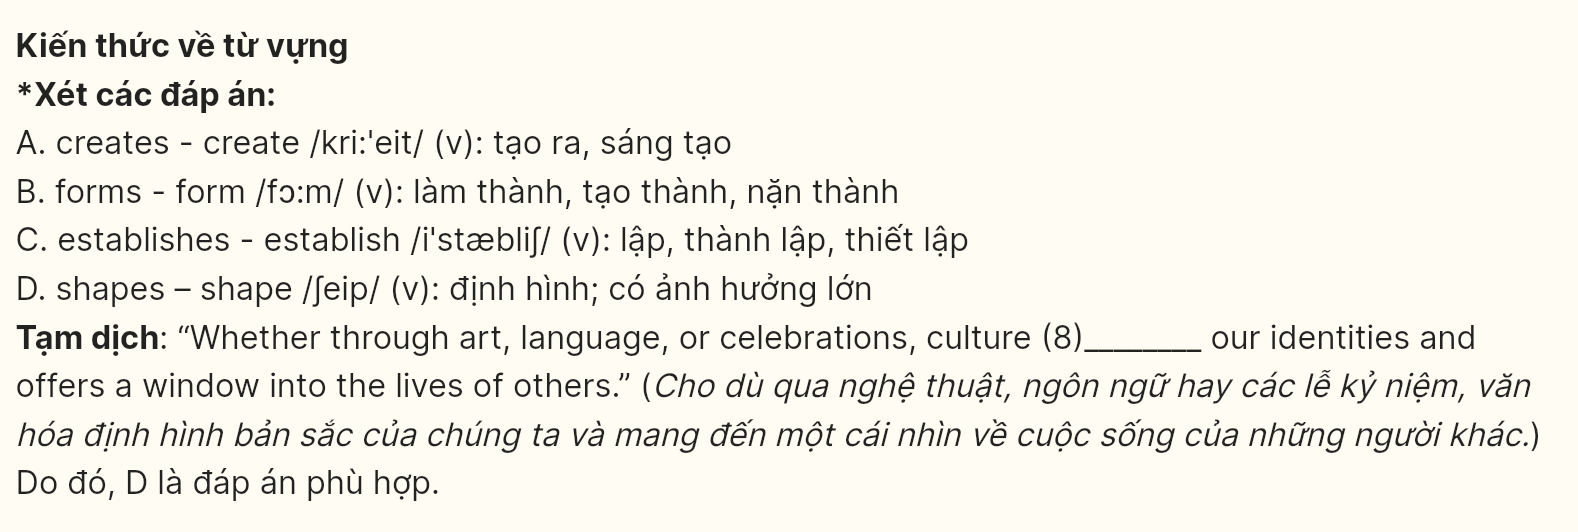 Kiến thức về từ vựng
*Xét các đáp án:
A. creates - create /kri:'eit/ (v): tạo ra, sáng tạo
B. forms - form /fɔ:m/ (v): làm thành, tạo thành, nặn thành
C. establishes - establish /i'stæbliʃ/ (v): lập, thành lập, thiết lập
D. shapes – shape /ʃeip/ (v): định hình; có ảnh hưởng lớn
Tạm dịch: “Whether through art, language, or celebrations, culture (8)________ our identities and
offers a window into the lives of others.” (Cho dù qua nghệ thuật, ngôn ngữ hay các lễ kỷ niệm, văn
hóa định hình bản sắc của chúng ta và mang đến một cái nhìn về cuộc sống của những người khác.)
Do đó, D là đáp án phù hợp.